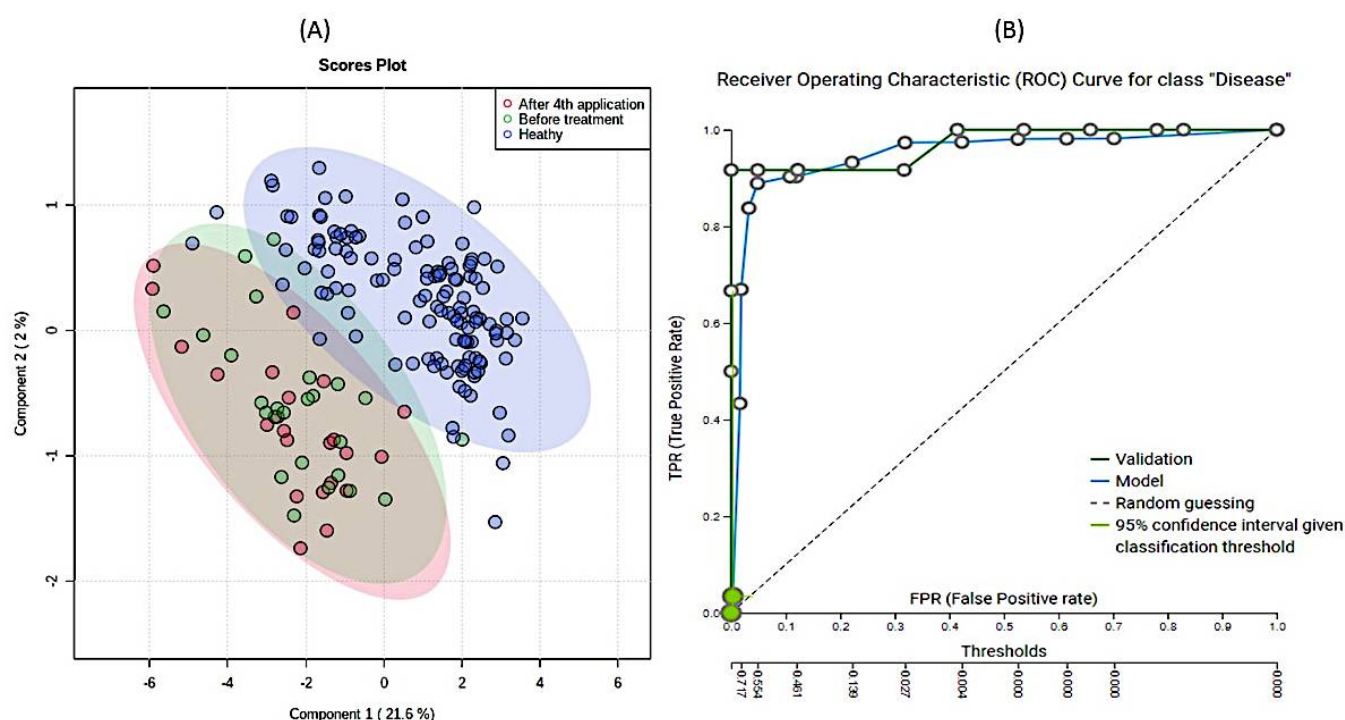 (A)
Scores Plot
After 4th application
Before treatment
Heathy
1
0
-1
-2
Component 2 ( 2 %)
-6 -4 -2 0 2 4 6
Component 1 ( 21.6 %)
(B)
Receiver Operating Characteristic (ROC) Curve for class "Disease"
1.0
0.8
0.6
0.4
0.2
0.0
TPR (True Positive Rate)
Validation
Model
Random guessing
95% confidence interval given
classification threshold
FPR (False Positive rate)
0.0 0.1 0.2 0.3 0.4 0.5 0.6 0.7 0.8 0.9 1.0
Thresholds
0.717 0.554 0.461 0.139 0.027 0.004 0.000 0.000 0.000 0.000